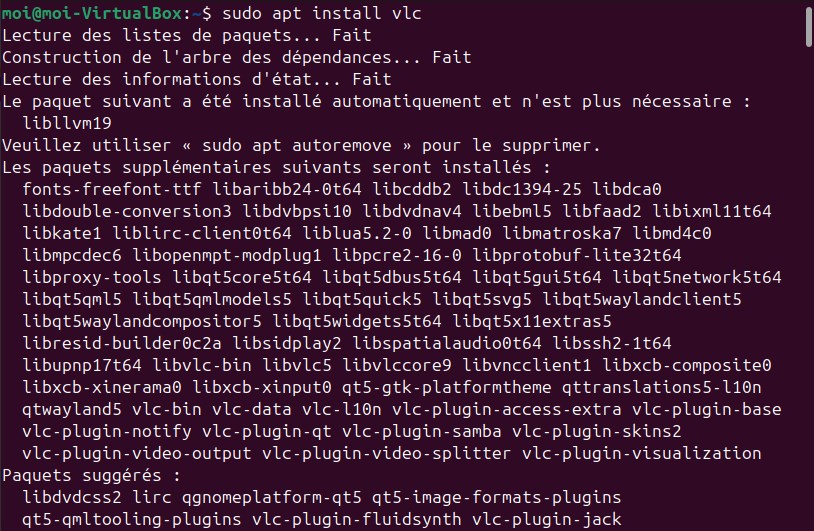 moi@moi-VirtualBox:~$ sudo apt install vlc
Lecture des listes de paquets... Fait
Construction de l'arbre des dépendances... Fait
Lecture des informations d'état... Fait
Le paquet suivant a été installé automatiquement et n'est plus nécessaire :
  libllvm19
Veuillez utiliser « sudo apt autoremove » pour le supprimer.
Les paquets supplémentaires suivants seront installés :
  fonts-freefont-ttf libaribb24-0t64 libcddb2 libdc1394-25 libdca0
  libdouble-conversion3 libdvbpsi10 libdvdnav4 libebml5 libfaad2 libixml11t64
  libkate1 liblirc-client0t64 liblua5.2-0 libmad0 libmatroska7 libmd4c0
  libmpcdec6 libopenmpt-modplug1 libpcre2-16-0 libprotobuf-lite32t64
  libproxy-tools libqt5core5t64 libqt5dbus5t64 libqt5gui5t64 libqt5network5t64
  libqt5qml5 libqt5qmlmodels5 libqt5quick5 libqt5svg5 libqt5waylandclient5
  libqt5waylandcompositor5 libqt5widgets5t64 libqt5x11extras5
  libresid-builder0c2a libsidplay2 libspatialaudio0t64 libssh2-1t64
  libupnp17t64 libvlc-bin libvlc5 libvlccore9 libvncclient1 libxcb-composite0
  libxcb-xinerama0 libxcb-xinput0 qt5-gtk-platformtheme qttranslations5-l10n
  qtwayland5 vlc-bin vlc-data vlc-l10n vlc-plugin-access-extra vlc-plugin-base
  vlc-plugin-notify vlc-plugin-qt vlc-plugin-samba vlc-plugin-skins2
  vlc-plugin-video-output vlc-plugin-video-splitter vlc-plugin-visualization
Paquets suggérés :
  libdvdcss2 lirc qgnomeplatform-qt5 qt5-image-formats-plugins
  qt5-qmltooling-plugins vlc-plugin-fluidsynth vlc-plugin-jack